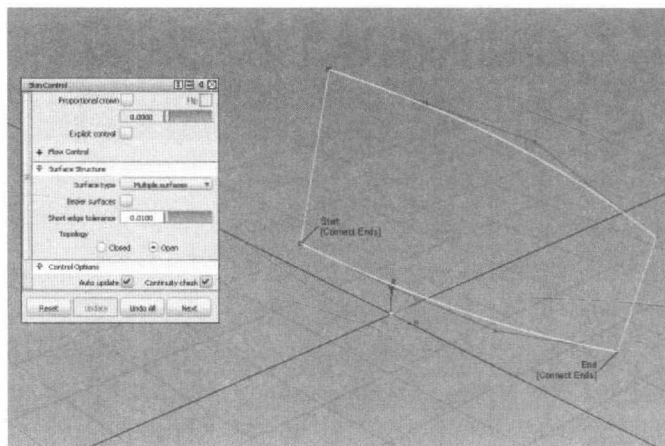 Skin Control
Proportional crown
Flip
0.0000
Explicit control
Flow Control
Surface Structure
Surface type Multiple surfaces
Bezier surfaces
Short edge tolerance 0.0100
Topology
Closed Open
Control Options
Auto update Continuity check
Reset Update Undo All Next
Start
(Connect Ends)
End
(Connect Ends)